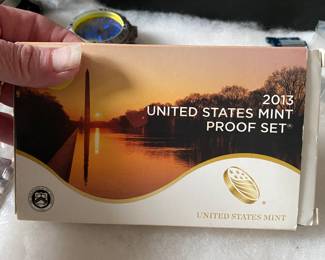 2013
UNITED STATES MINT
PROOF SET®
UNITED STATES MINT